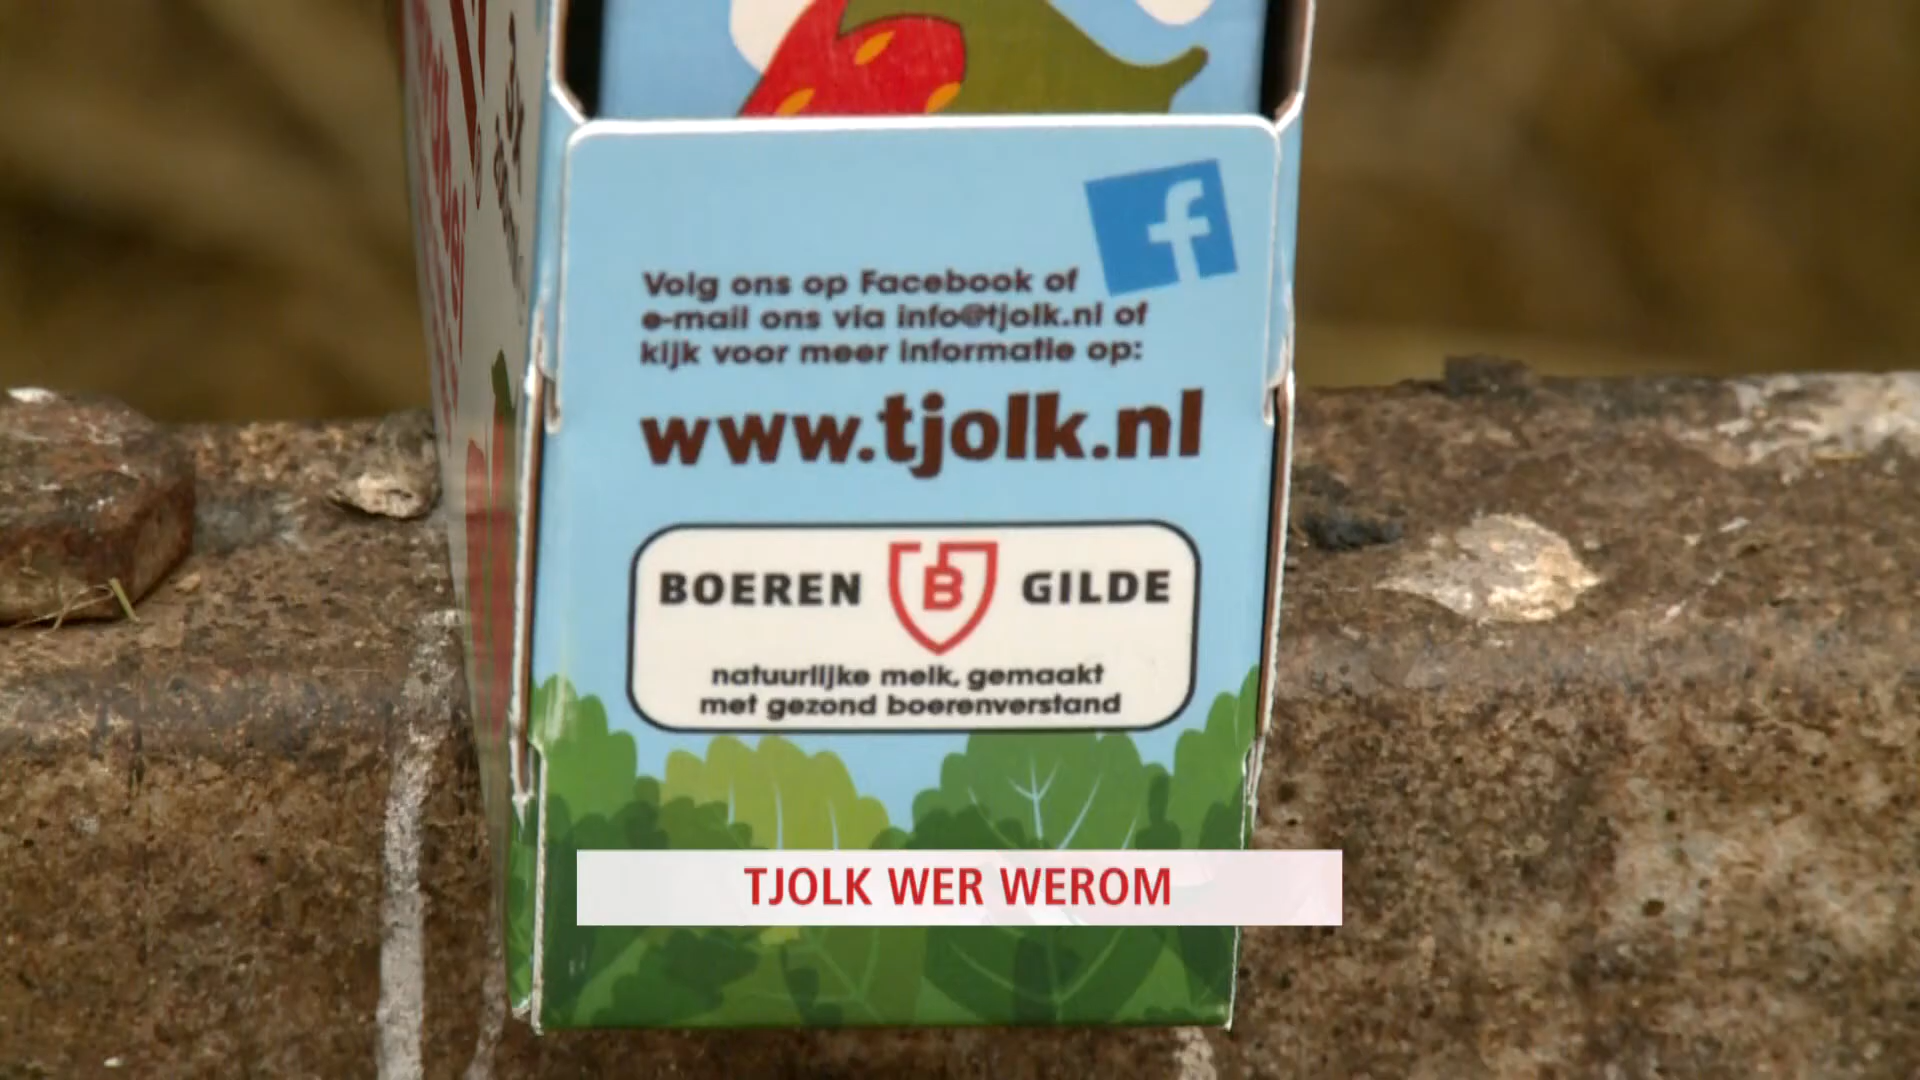 Volg ons op Facebook of
e-mail ons via info@tjolk.nl of
kijk voor meer informatie op:
www.tjolk.nl
BOEREN B GILDE
natuurlijke melk, gemaakt
met gezond boerenverstand
TJOLK WER WEROM